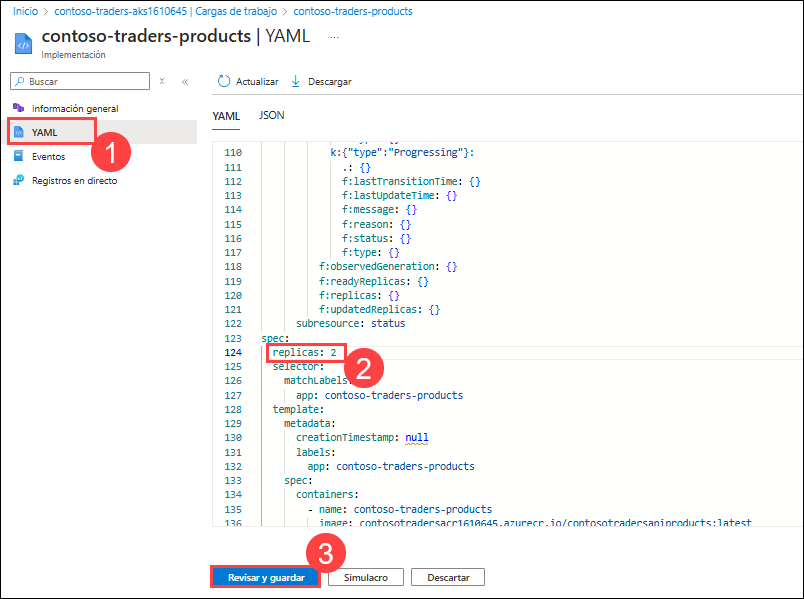 Inicio > contoso-traders-aks1610645 | Cargas de trabajo > contoso-traders-products
contoso-traders-products | YAML ...
Implementación
Buscar
Información general
YAML
Eventos
Registros en directo
1
Actualizar Descargar
YAML JSON
110 k:{"type":"Progressing"}:
111 .: {}
112 f:lastTransitionTime: {}
113 f:lastUpdateTime: {}
114 f:message: {}
115 f:reason: {}
116 f:status: {}
117 f:type: {}
118 f:observedGeneration: {}
119 f:readyReplicas: {}
120 f:replicas: {}
121 f:updatedReplicas: {}
122 subresource: status
123 spec:
124 replicas: 2
2
125 selector:
126 matchLabels:
127 app: contoso-traders-products
128 template:
129 metadata:
130 creationTimestamp: null
131 labels:
132 app: contoso-traders-products
133 spec:
134 containers:
135 - name: contoso-traders-products
136 image: contosotradersacr1610645.azurecr.io/contosotradersapiproducts:latest
3
Revisar y guardar Simulacro Descartar